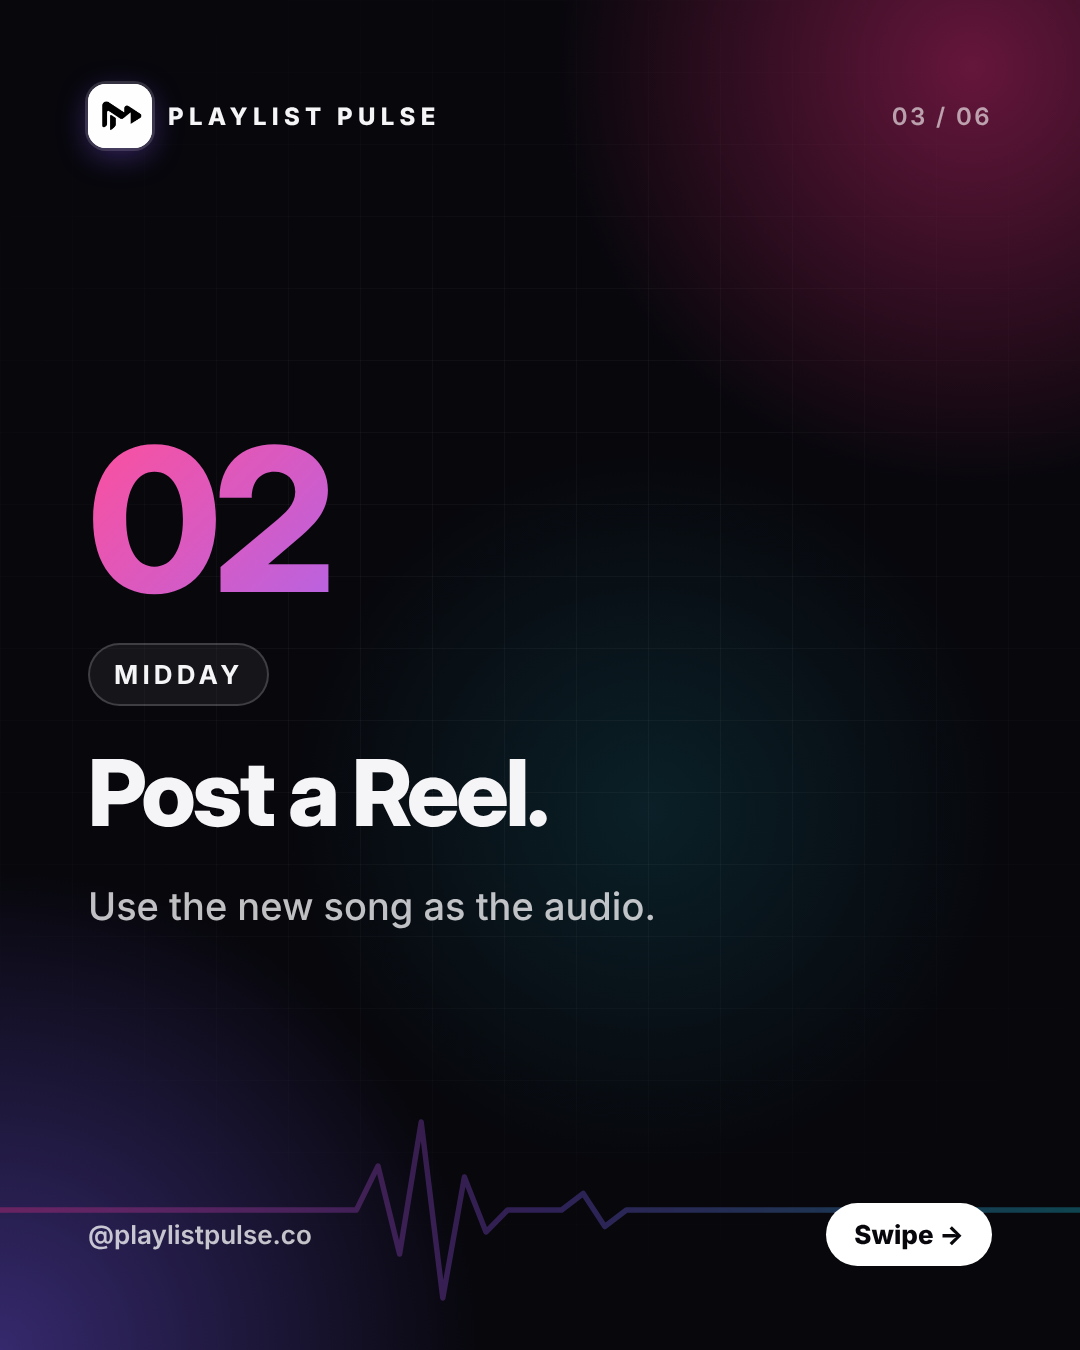 PLAYLIST PULSE
03 / 06
02
MIDDAY
Post a Reel.
Use the new song as the audio.
@playlistpulse.co
Swipe →